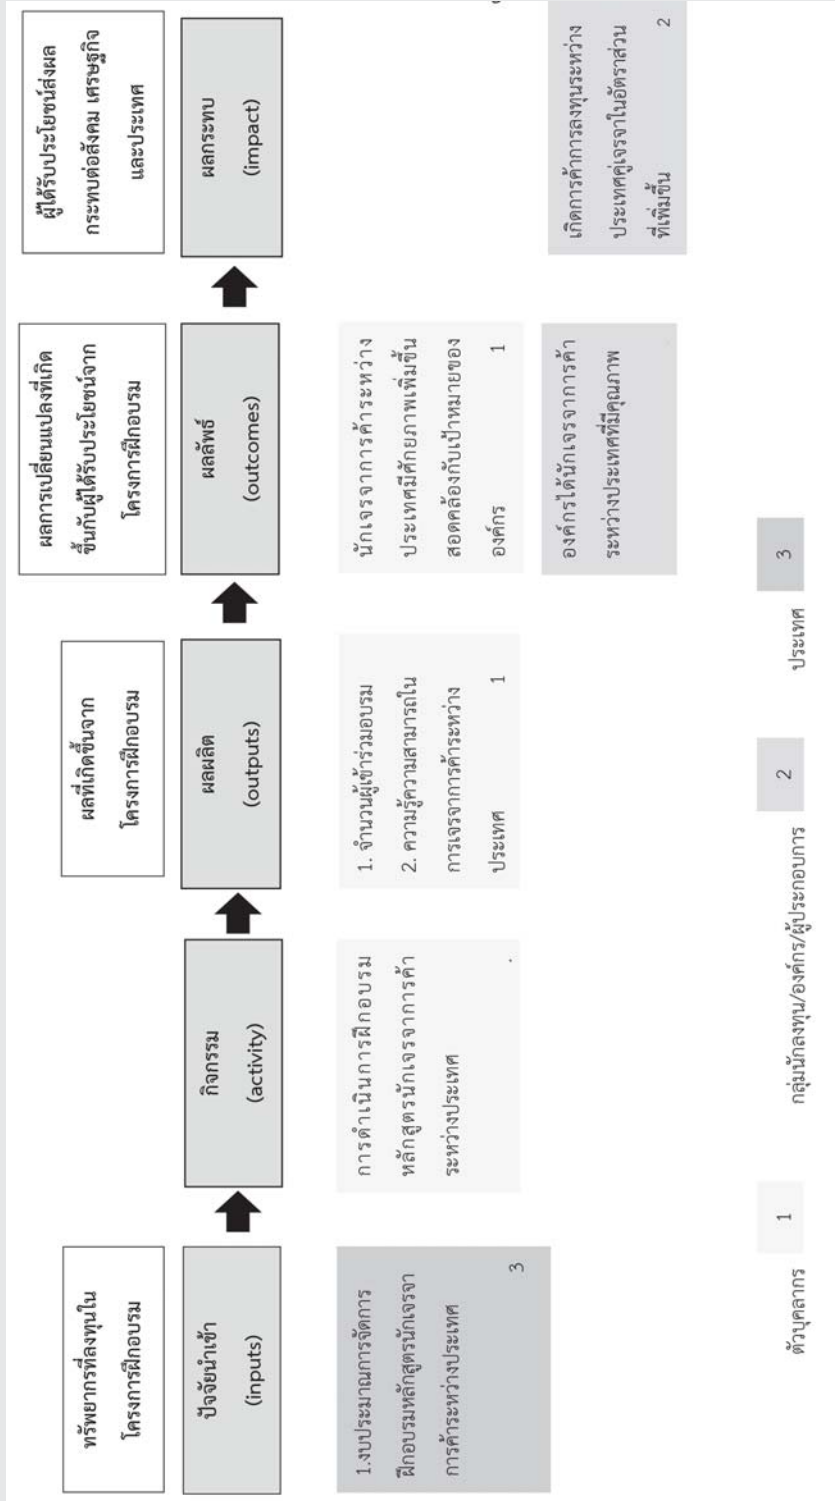 ทรัพยากรที่ลงทุนใน
โครงการฝึกอบรม
ผลที่เกิดขึ้นจาก
โครงการฝึกอบรม
ผลการเปลี่ยนแปลงที่เกิด
ขึ้นกับผู้ได้รับประโยชน์จาก
โครงการฝึกอบรม
ผู้ได้รับประโยชน์ส่งผล
กระทบต่อสังคม เศรษฐกิจ
และประเทศ
ปัจจัยนำเข้า
(inputs)
กิจกรรม
(activity)
ผลผลิต
(outputs)
ผลลัพธ์
(outcomes)
ผลกระทบ
(impact)
1.งบประมาณการจัดการ
ฝึกอบรมหลักสูตรนักเจรจา
การค้าระหว่างประเทศ
3
การดำเนินการฝึกอบรม
หลักสูตรนักเจรจาการค้า
ระหว่างประเทศ
1. จำนวนผู้เข้าร่วมอบรม
2. ความรู้ความสามารถใน
การเจรจาการค้าระหว่าง
ประเทศ 1
นักเจรจาการค้าระหว่าง
ประเทศมีศักยภาพเพิ่มขึ้น
สอดคล้องกับเป้าหมายของ
องค์กร 1
องค์กรได้นักเจรจาการค้า
ระหว่างประเทศที่มีคุณภาพ
เกิดการค้าการลงทุนระหว่าง
ประเทศคู่เจรจาในอัตราส่วน
ที่เพิ่มขึ้น 2
ตัวบุคลากร 1
กลุ่มนักลงทุน/องค์กร/ผู้ประกอบการ 2
ประเทศ 3